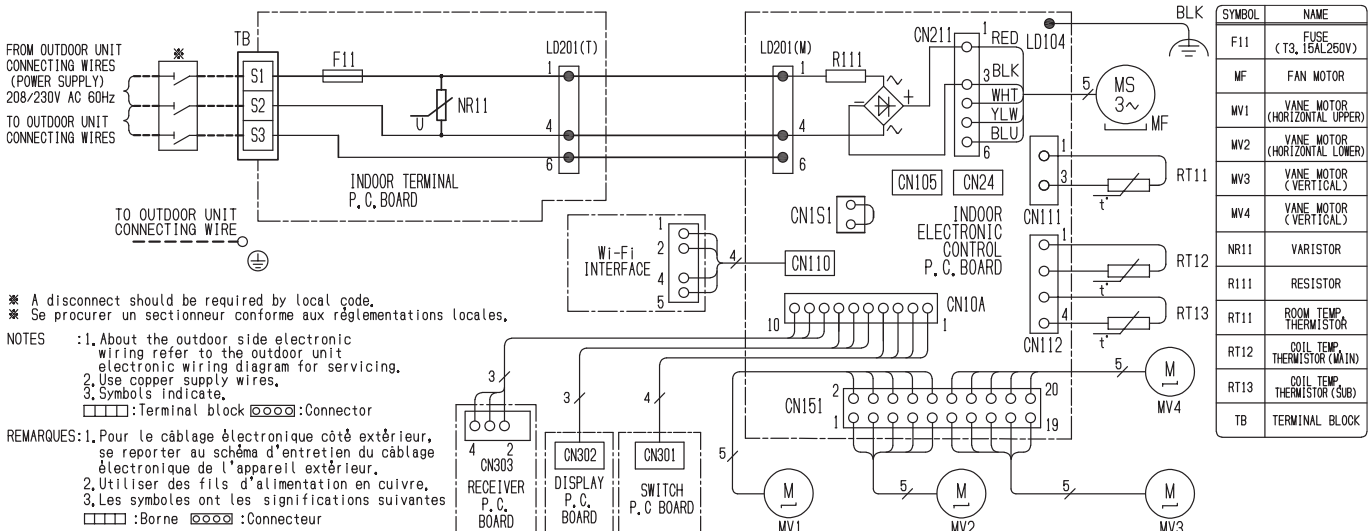 FROM OUTDOOR UNIT
CONNECTING WIRES
(POWER SUPPLY)
208/230V AC 60Hz
TO OUTDOOR UNIT
CONNECTING WIRES
※
TB
S1
S2
S3
F11
NR11
U
LD201(T)
1
4
6
INDOOR TERMINAL
P.C.BOARD
TO OUTDOOR UNIT
CONNECTING WIRE
LD201(M)
1
4
6
R111
+
−
CN211
1
3
6
RED
BLK
WHT
YLW
BLU
LD104
BLK
5
MS
3~
MF
CN105
CN24
CN1S1
CN110
INDOOR
ELECTRONIC
CONTROL
P.C.BOARD
1
3
CN111
t°
RT11
1
4
CN112
t°
RT12
t°
RT13
Wi-Fi
INTERFACE
1
2
4
5
4
CN10A
10
1
3
3
4
4
2
CN303
RECEIVER
P.C.
BOARD
CN302
DISPLAY
P.C.
BOARD
CN301
SWITCH
P.C BOARD
CN151
2
20
1
19
5
M
MV1
5
M
MV2
5
M
MV3
5
M
MV4
※ A disconnect should be required by local code.
※ Se procurer un sectionneur conforme aux réglementations locales.
NOTES :1. About the outdoor side electronic
wiring refer to the outdoor unit
electronic wiring diagram for servicing.
2. Use copper supply wires.
3. Symbols indicate.
:Terminal block :Connector
REMARQUES:1. Pour le câblage électronique côté extérieur,
se reporter au schéma d'entretien du câblage
électronique de l'appareil extérieur.
2. Utiliser des fils d'alimentation en cuivre.
3. Les symboles ont les significations suivantes
:Borne :Connecteur
SYMBOL NAME
F11 FUSE
(T3.15AL250V)
MF FAN MOTOR
MV1 VANE MOTOR
(HORIZONTAL UPPER)
MV2 VANE MOTOR
(HORIZONTAL LOWER)
MV3 VANE MOTOR
(VERTICAL)
MV4 VANE MOTOR
(VERTICAL)
NR11 VARISTOR
R111 RESISTOR
RT11 ROOM TEMP.
THERMISTOR
RT12 COIL TEMP.
THERMISTOR(MAIN)
RT13 COIL TEMP.
THERMISTOR(SUB)
TB TERMINAL BLOCK